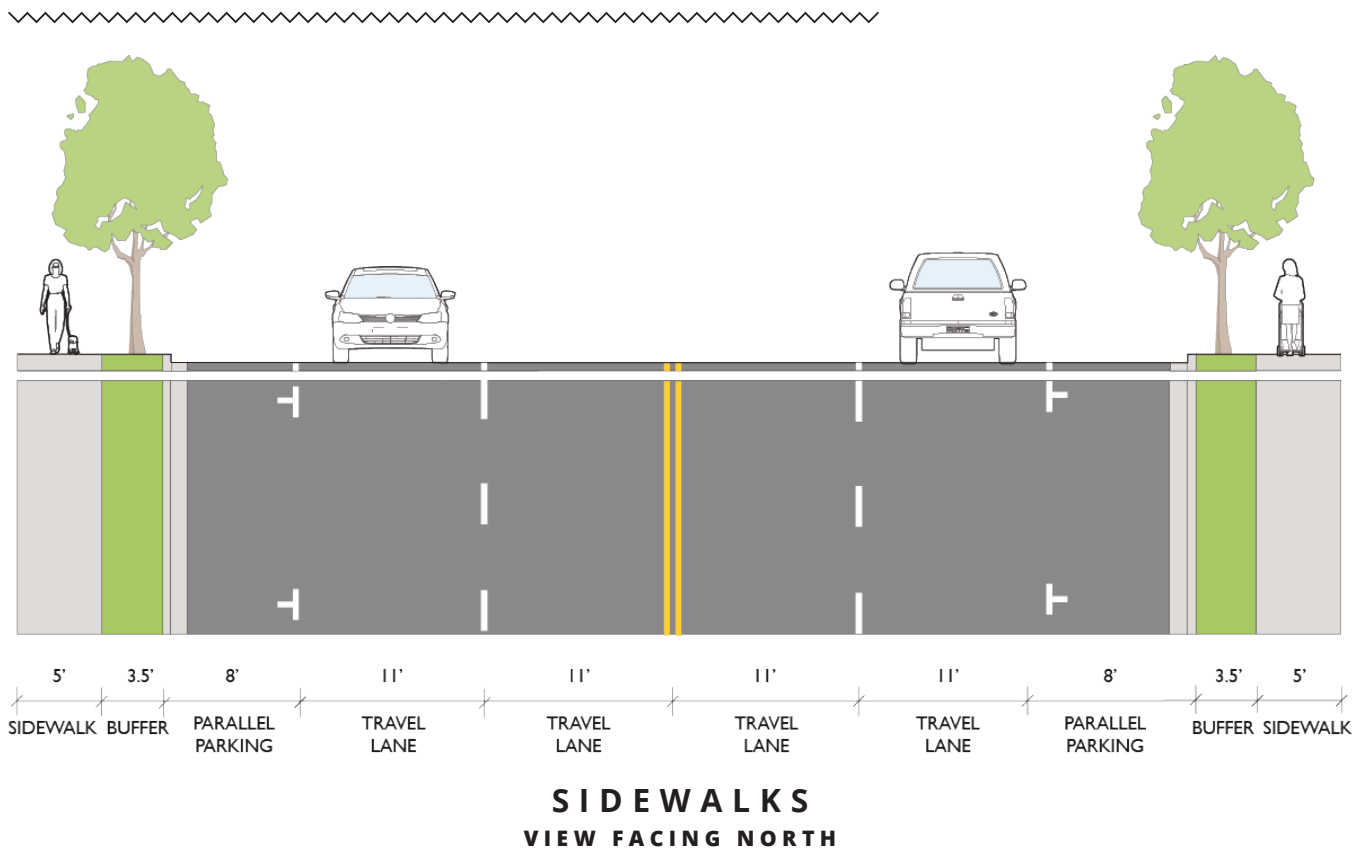 5’ 3.5’ 8’ 11’ 11’ 11’ 11’ 8’ 3.5’ 5’
SIDEWALK BUFFER PARALLEL PARKING TRAVEL LANE TRAVEL LANE TRAVEL LANE TRAVEL LANE PARALLEL PARKING BUFFER SIDEWALK
SIDEWALKS
VIEW FACING NORTH